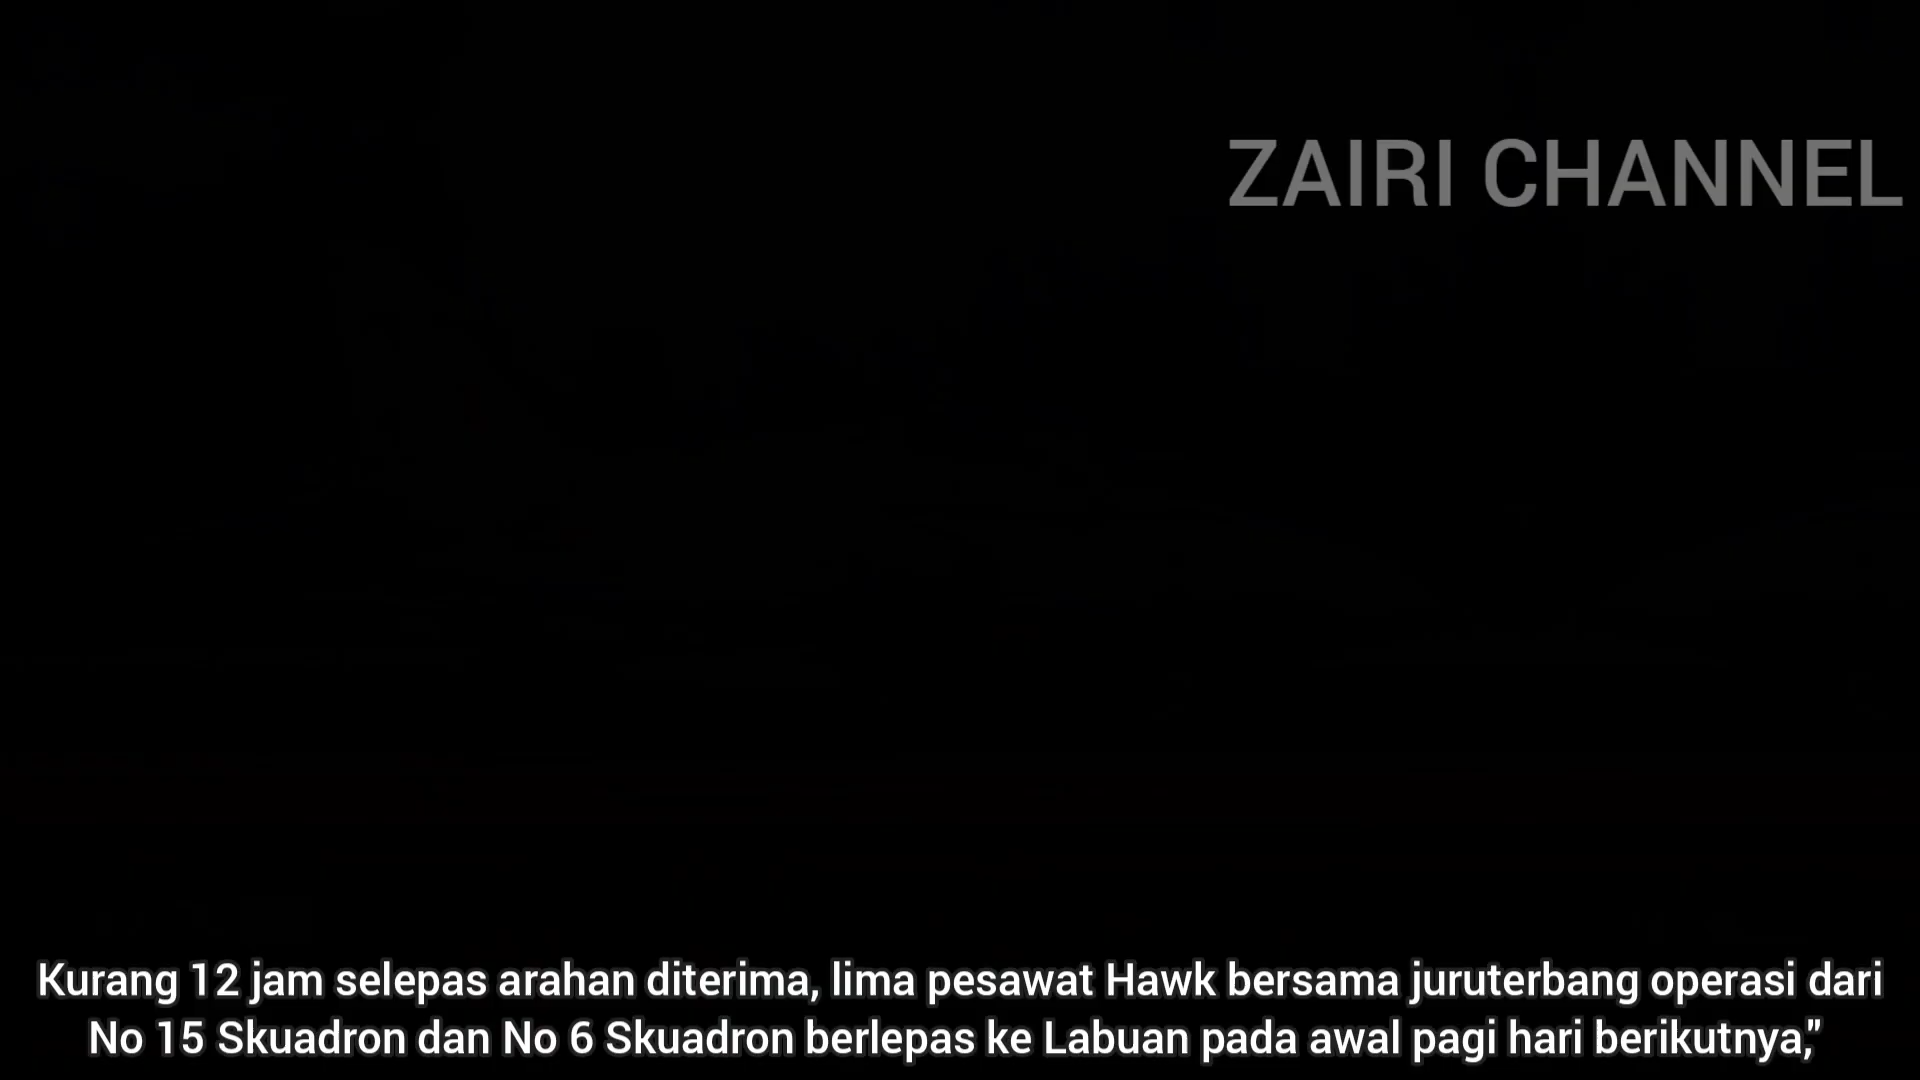 ZAIRI CHANNEL
Kurang 12 jam selepas arahan diterima, lima pesawat Hawk bersama juruterbang operasi dari
No 15 Skuadron dan No 6 Skuadron berlepas ke Labuan pada awal pagi hari berikutnya,”